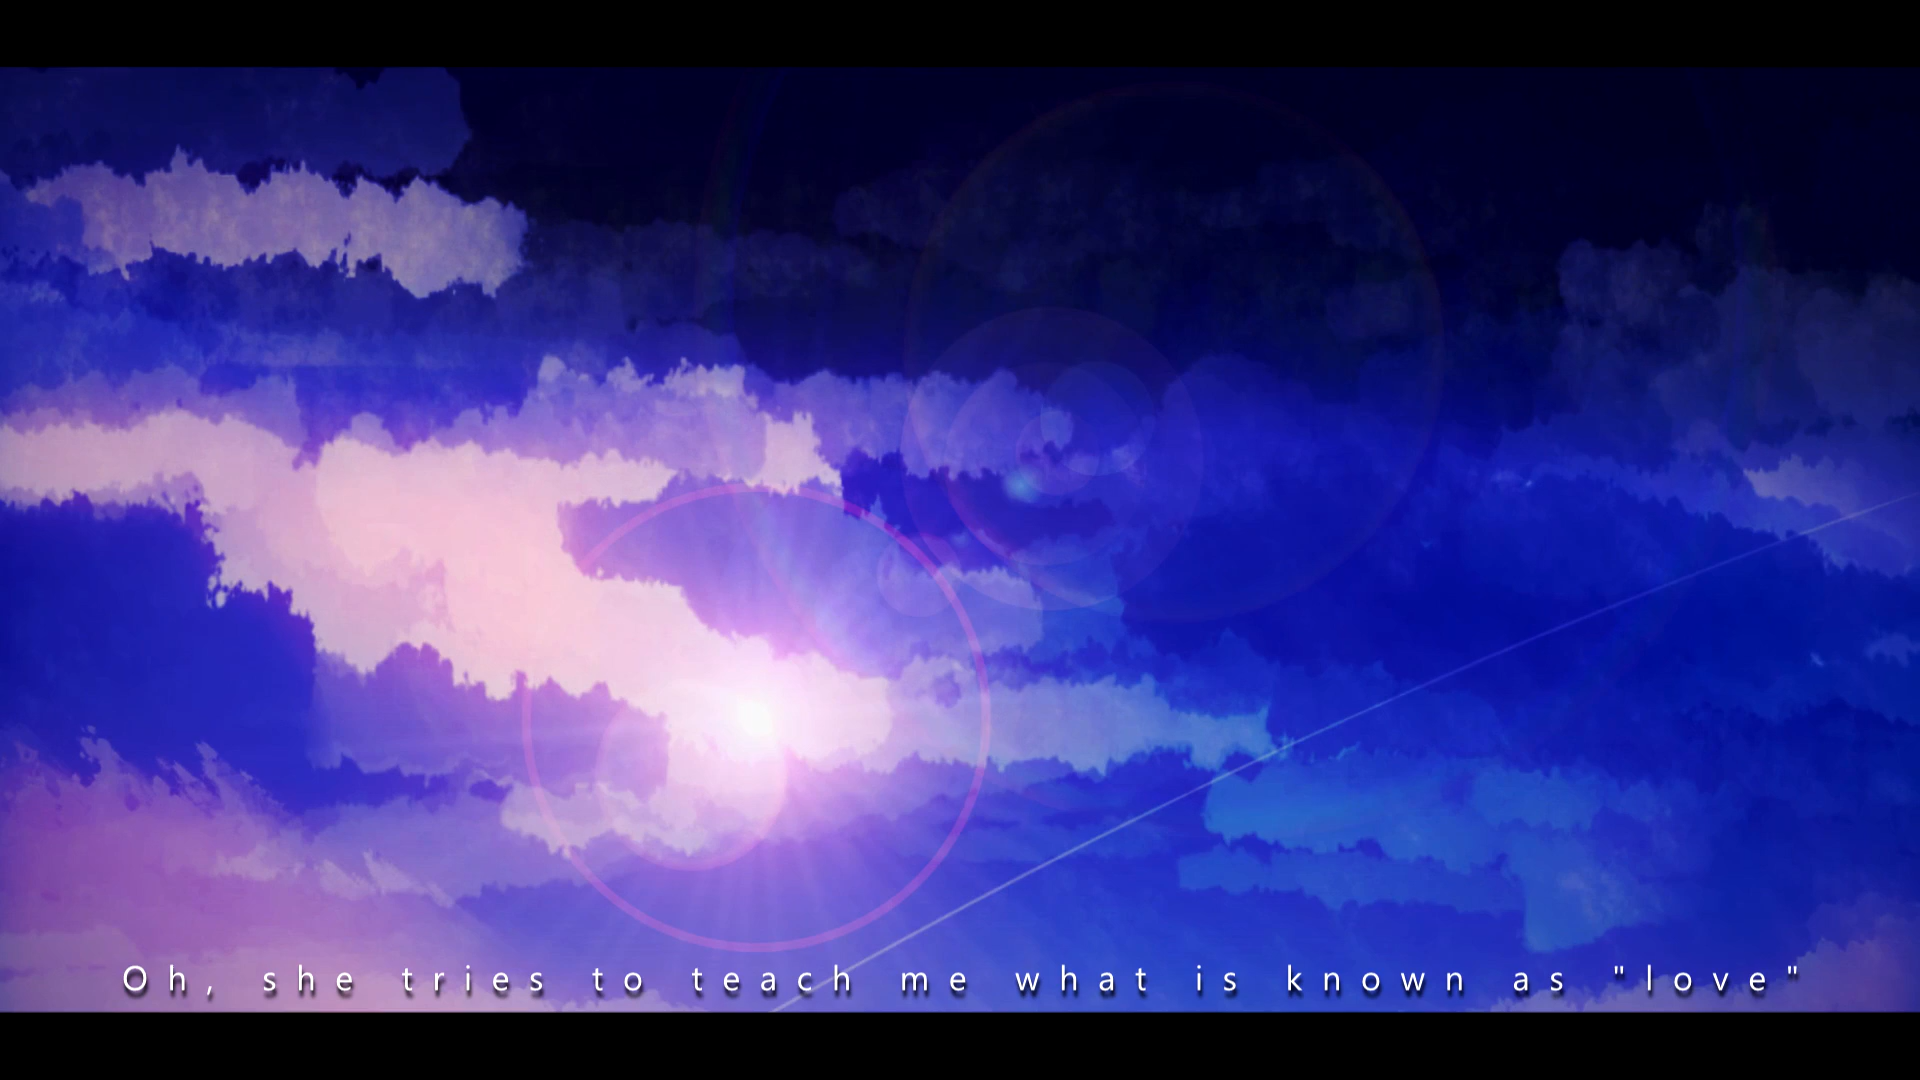 Oh, she tries to teach me what is known as "love"